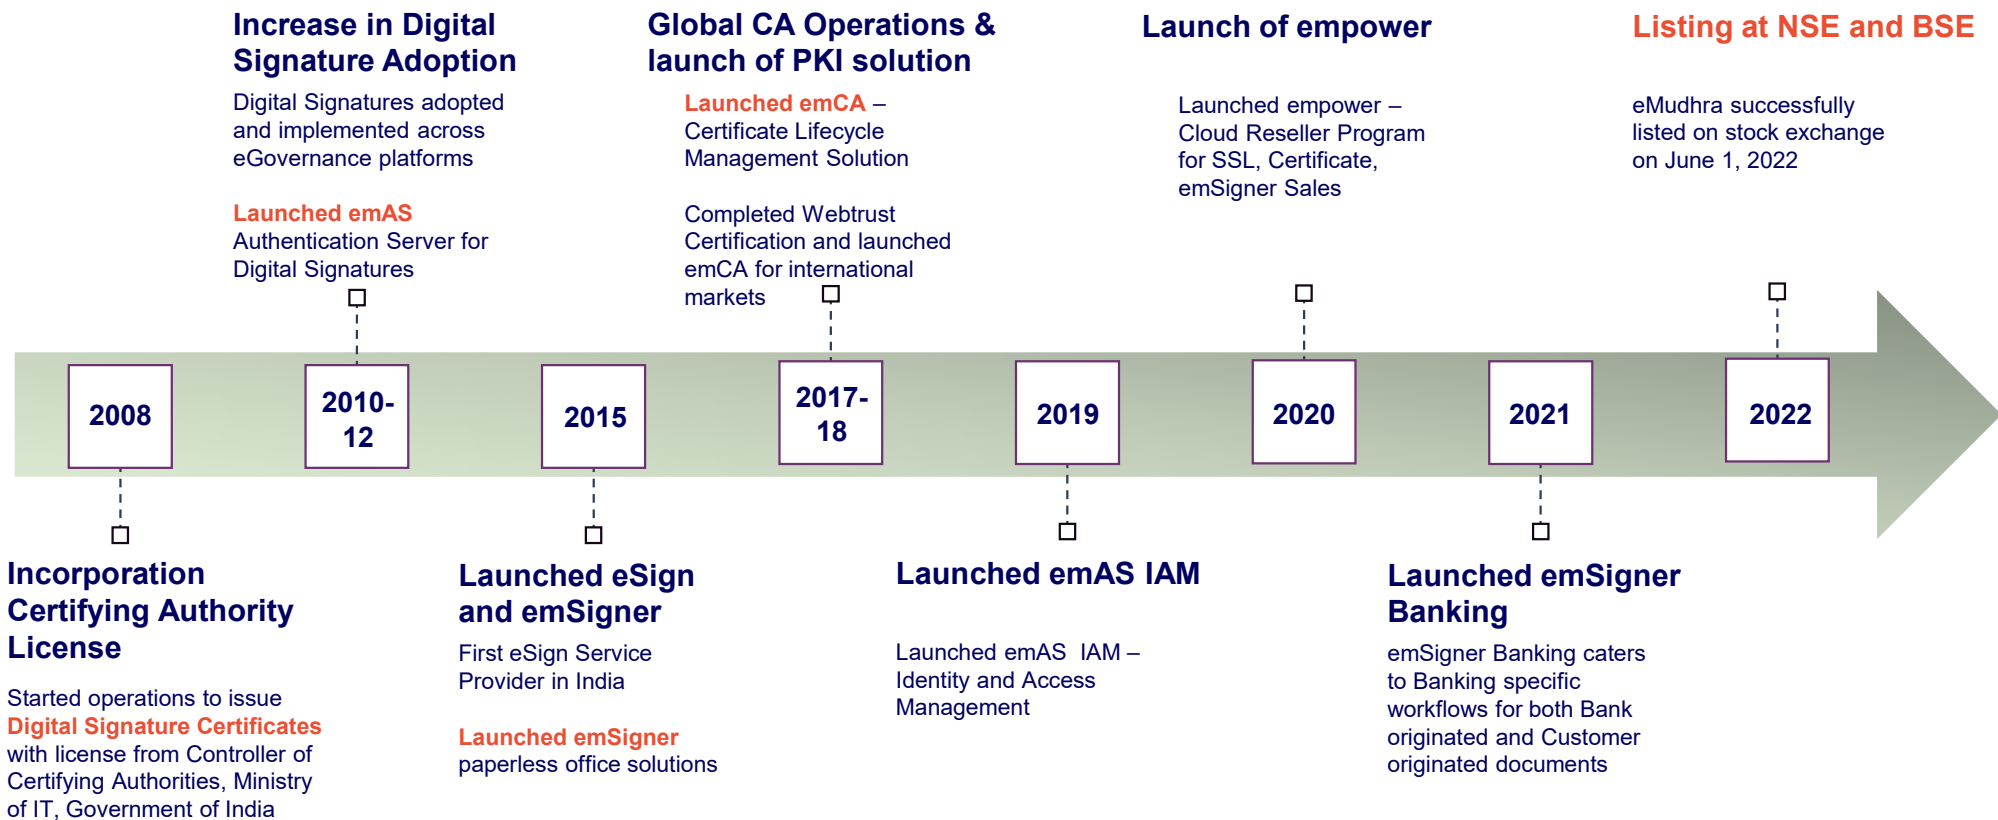 Increase in Digital
Signature Adoption
Digital Signatures adopted
and implemented across
eGovernance platforms
Launched emAS
Authentication Server for
Digital Signatures
Global CA Operations &
launch of PKI solution
Launched emCA –
Certificate Lifecycle
Management Solution
Completed Webtrust
Certification and launched
emCA for international
markets
Launch of empower
Launched empower –
Cloud Reseller Program
for SSL, Certificate,
emSigner Sales
Listing at NSE and BSE
eMudhra successfully
listed on stock exchange
on June 1, 2022
2008
2010-
12
2015
2017-
18
2019
2020
2021
2022
Incorporation
Certifying Authority
License
Started operations to issue
Digital Signature Certificates
with license from Controller of
Certifying Authorities, Ministry
of IT, Government of India
Launched eSign
and emSigner
First eSign Service
Provider in India
Launched emSigner
paperless office solutions
Launched emAS IAM
Launched emAS  IAM –
Identity and Access
Management
Launched emSigner
Banking
emSigner Banking caters
to Banking specific
workflows for both Bank
originated and Customer
originated documents